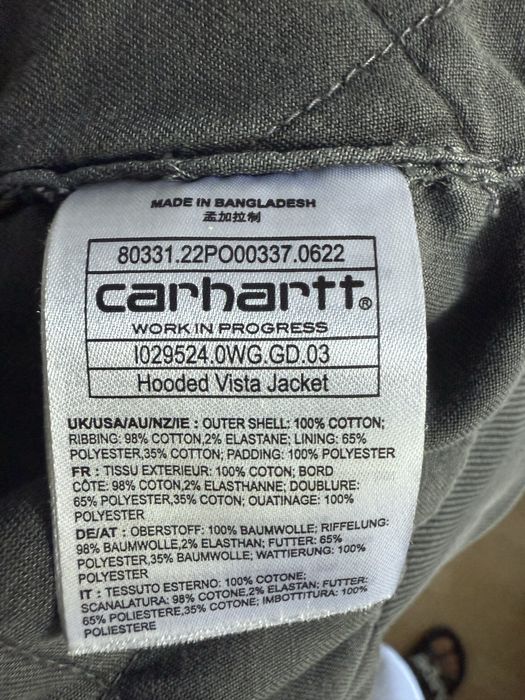 MADE IN BANGLADESH
孟加拉制
80331.22PO00337.0622
carhartt®
WORK IN PROGRESS
I029524.0WG.GD.03
Hooded Vista Jacket
UK/USA/AU/NZ/IE : OUTER SHELL: 100% COTTON;
RIBBING: 98% COTTON,2% ELASTANE; LINING: 65%
POLYESTER,35% COTTON; PADDING: 100% POLYESTER
FR : TISSU EXTERIEUR: 100% COTON; BORD
CÔTE: 98% COTON,2% ELASTHANNE; DOUBLURE:
65% POLYESTER,35% COTON; OUATINAGE: 100%
POLYESTER
DE/AT : OBERSTOFF: 100% BAUMWOLLE; RIFFELUNG:
98% BAUMWOLLE,2% ELASTHAN; FUTTER: 65%
POLYESTER,35% BAUMWOLLE; WATTIERUNG: 100%
POLYESTER
IT : TESSUTO ESTERNO: 100% COTONE;
SCANALATURA: 98% COTONE,2% ELASTAN; FUTTER:
65% POLIESTERE,35% COTONE; IMBOTTITURA: 100%
POLIESTERE